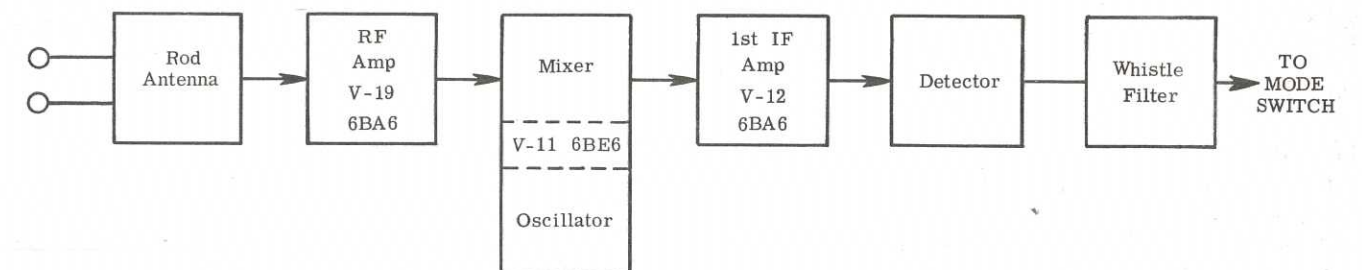 Rod
Antenna
RF
Amp
V-19
6BA6
Mixer
V-11 6BE6
Oscillator
1st IF
Amp
V-12
6BA6
Detector
Whistle
Filter
TO
MODE
SWITCH